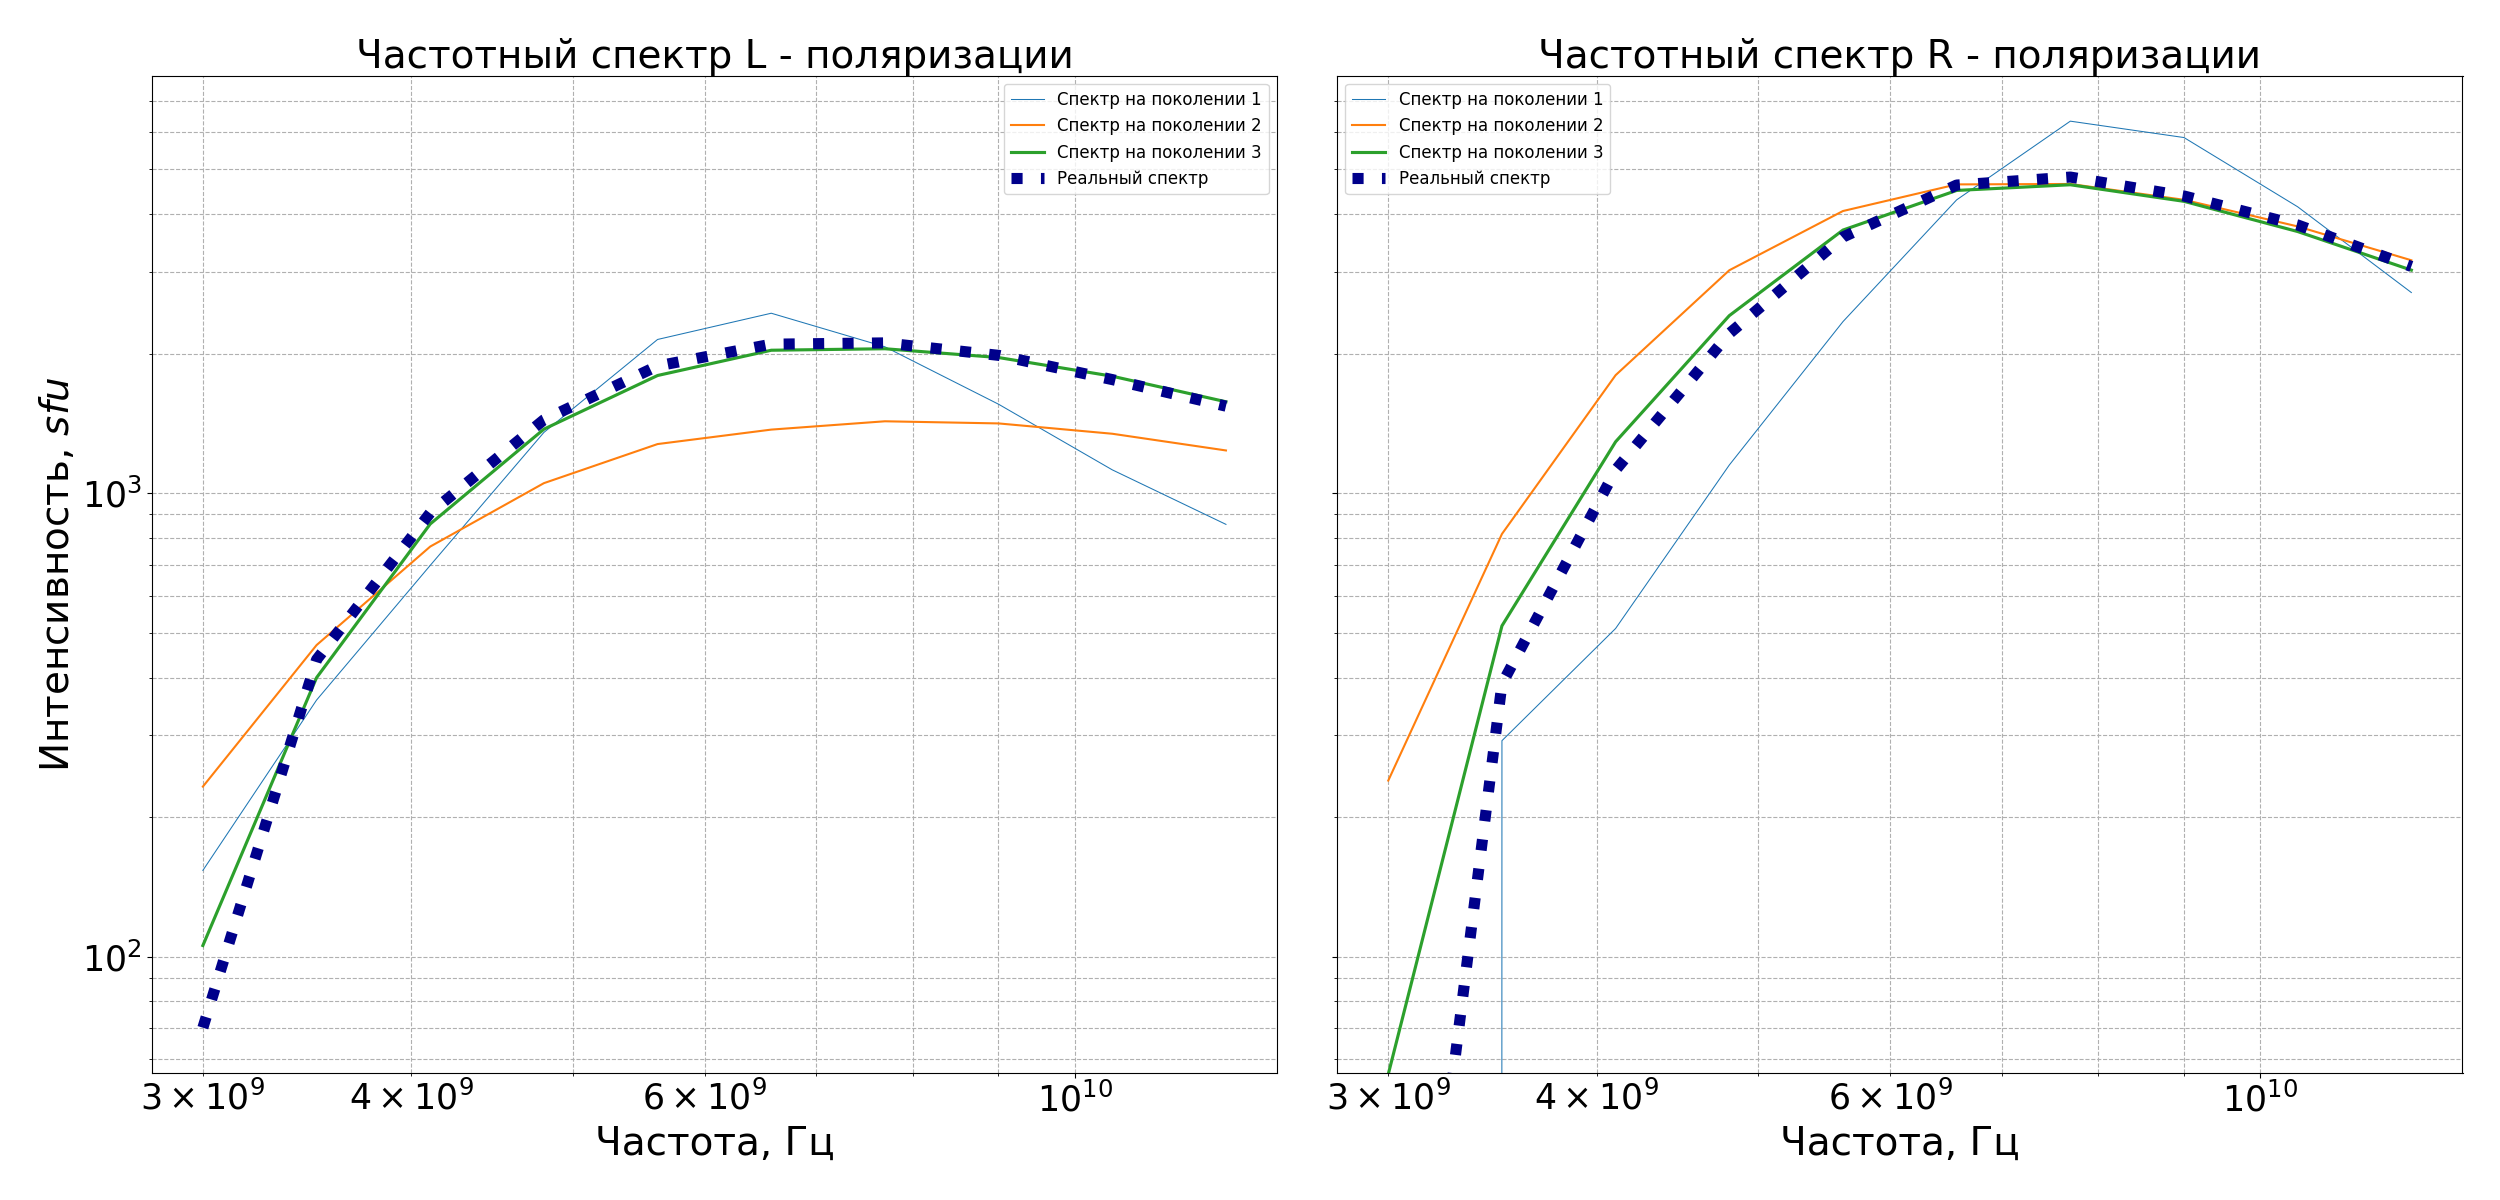 Частотный спектр L - поляризации
Спектр на поколении 1
Спектр на поколении 2
Спектр на поколении 3
Реальный спектр
Интенсивность, sfu
10³
10²
3 × 10⁹
4 × 10⁹
6 × 10⁹
10¹⁰
Частота, Гц
Частотный спектр R - поляризации
Спектр на поколении 1
Спектр на поколении 2
Спектр на поколении 3
Реальный спектр
3 × 10⁹
4 × 10⁹
6 × 10⁹
10¹⁰
Частота, Гц